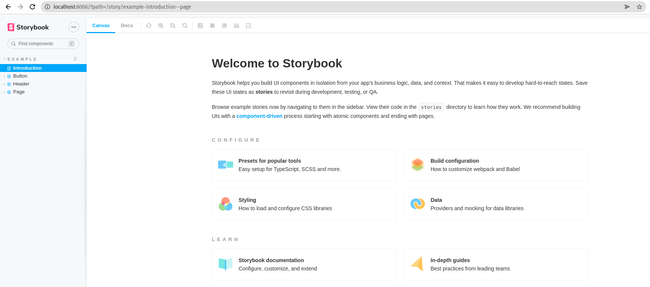 localhost:6006/?path=/story/example-introduction--page
Storybook
Canvas
Docs
Find components
/
EXAMPLE
Introduction
Button
Header
Page
Welcome to Storybook
Storybook helps you build UI components in isolation from your app's business logic, data, and context. That makes it easy to develop hard-to-reach states. Save
these UI states as stories to revisit during development, testing, or QA.
Browse example stories now by navigating to them in the sidebar. View their code in the stories directory to learn how they work. We recommend building
UIs with a component-driven process starting with atomic components and ending with pages.
CONFIGURE
Presets for popular tools
Easy setup for TypeScript, SCSS and more.
Build configuration
How to customize webpack and Babel
Styling
How to load and configure CSS libraries
Data
Providers and mocking for data libraries
LEARN
Storybook documentation
Configure, customize, and extend
In-depth guides
Best practices from leading teams